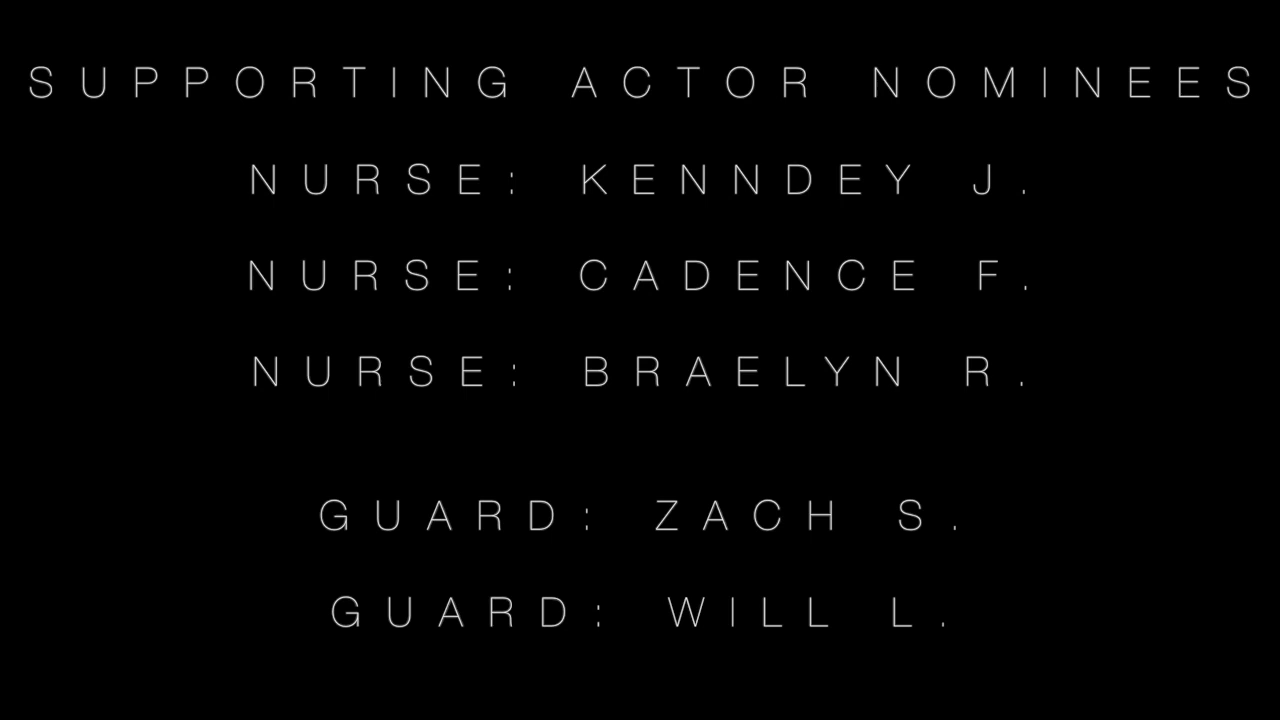 SUPPORTING ACTOR NOMINEES
NURSE: KENNDEY J.
NURSE: CADENCE F.
NURSE: BRAELYN R.
GUARD: ZACH S.
GUARD: WILL L.